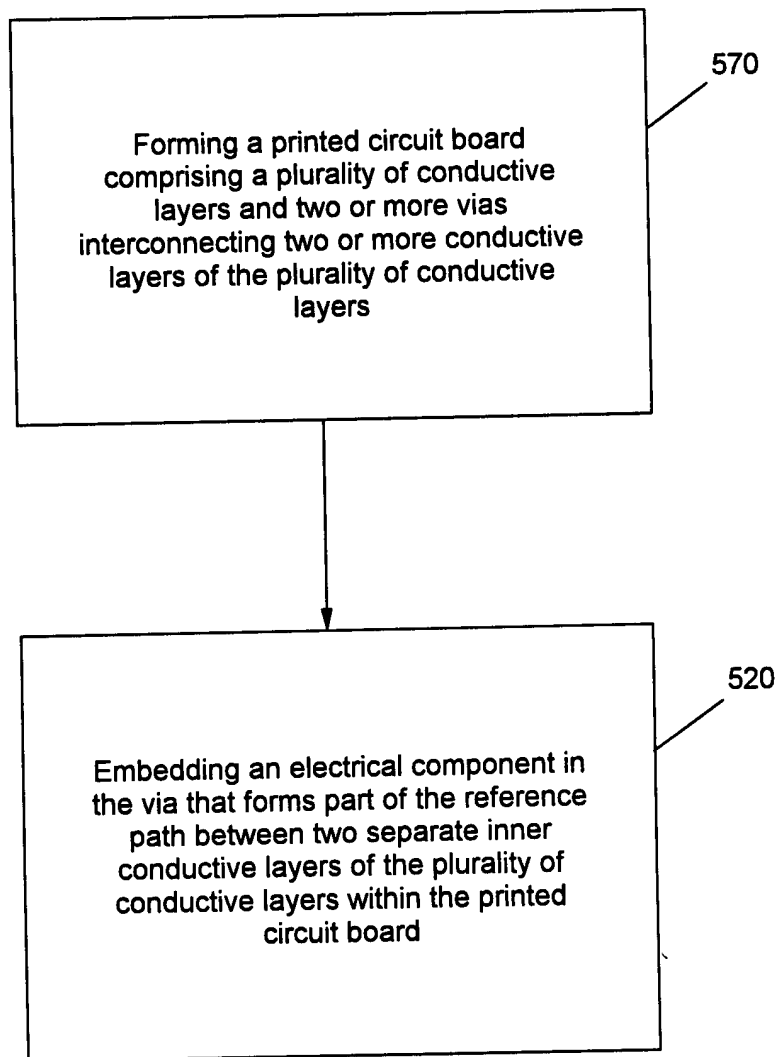 570
Forming a printed circuit board
comprising a plurality of conductive
layers and two or more vias
interconnecting two or more conductive
layers of the plurality of conductive
layers
520
Embedding an electrical component in
the via that forms part of the reference
path between two separate inner
conductive layers of the plurality of
conductive layers within the printed
circuit board